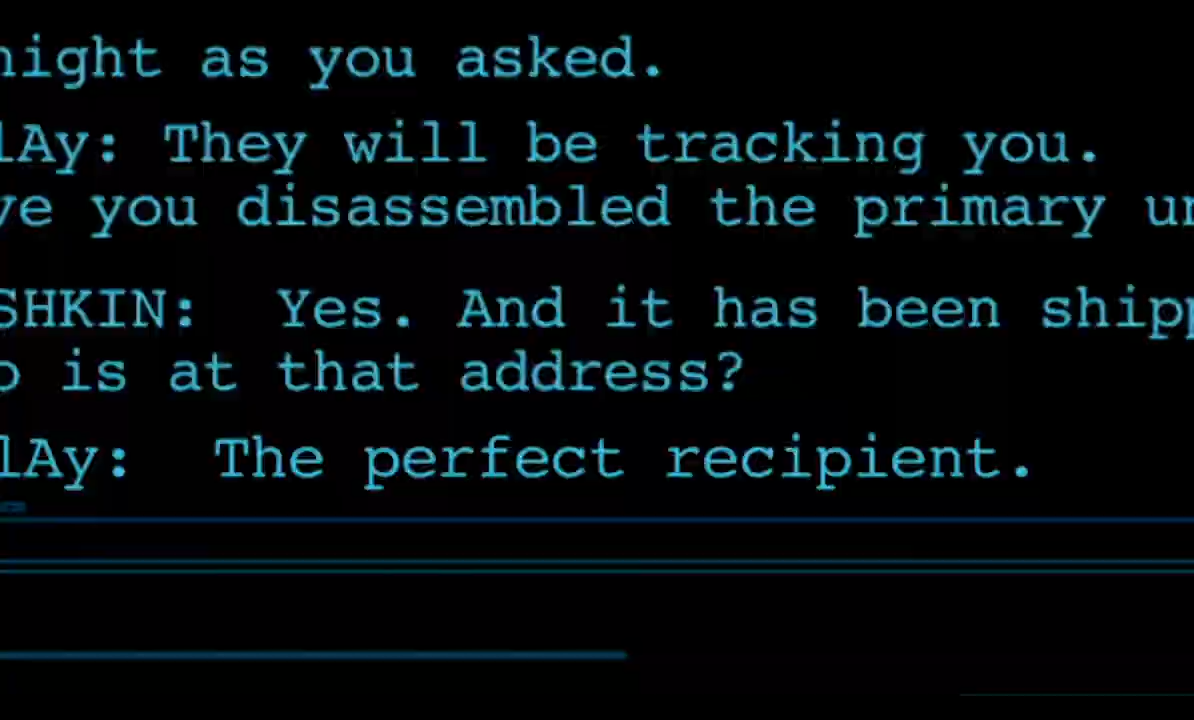 night as you asked.
lAy: They will be tracking you.
ve you disassembled the primary un
SHKIN: Yes. And it has been shipp
o is at that address?
lAy: The perfect recipient.